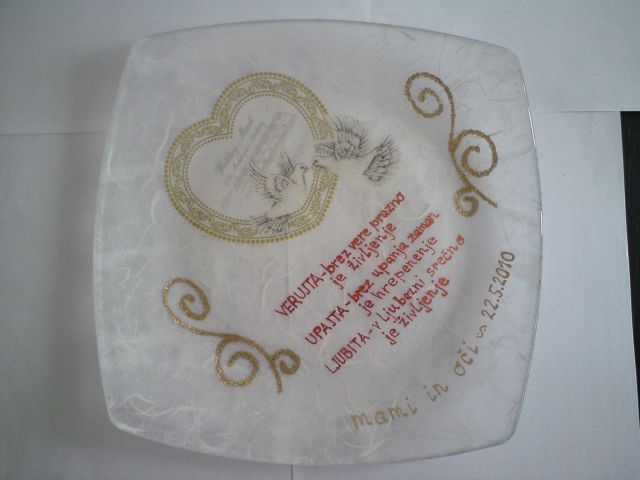 VERUJTA - brez vere prazno
je življenje
UPAJTA - brez upanja zaman
je hrepenenje
LJUBITA - v ljubezni srečno
je življenje
mami in oči 22.5.2010